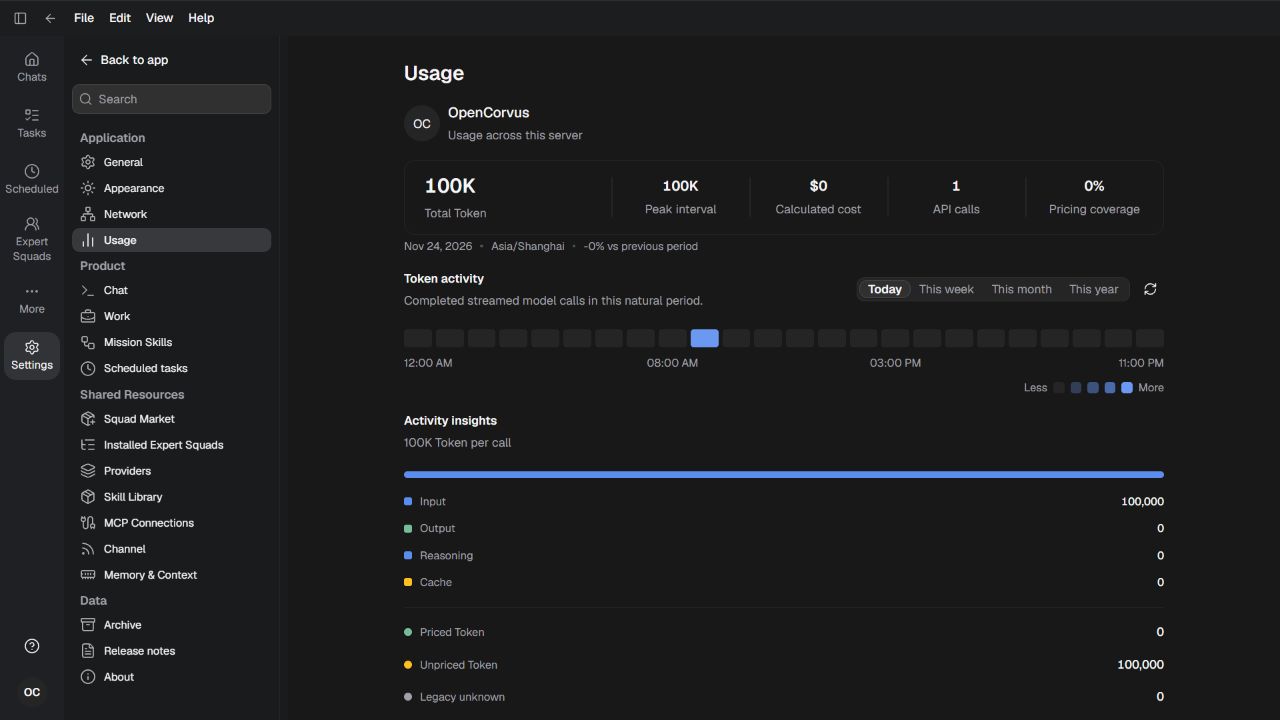 File Edit View Help
Chats
Tasks
Scheduled
Expert
Squads
More
Settings
OC
Back to app
Search
Application
General
Appearance
Network
Usage
Product
Chat
Work
Mission Skills
Scheduled tasks
Shared Resources
Squad Market
Installed Expert Squads
Providers
Skill Library
MCP Connections
Channel
Memory & Context
Data
Archive
Release notes
About
Usage
OC
OpenCorvus
Usage across this server
100K 100K $0 1 0%
Total Token Peak interval Calculated cost API calls Pricing coverage
Nov 24, 2026 • Asia/Shanghai • -0% vs previous period
Token activity
Completed streamed model calls in this natural period.
Today This week This month This year
12:00 AM 08:00 AM 03:00 PM 11:00 PM
Less More
Activity insights
100K Token per call
Input 100,000
Output 0
Reasoning 0
Cache 0
Priced Token 0
Unpriced Token 100,000
Legacy unknown 0